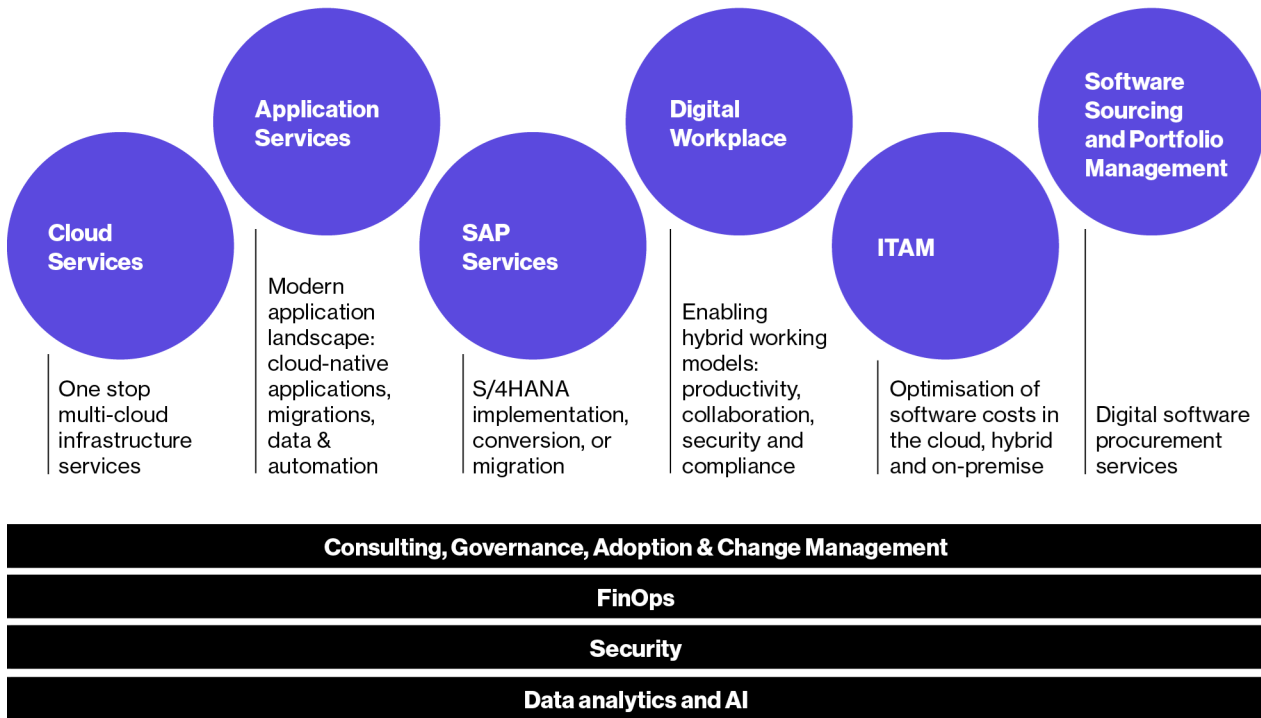 Cloud
Services
One stop
multi-cloud
infrastructure
services
Application
Services
Modern
application
landscape:
cloud-native
applications,
migrations,
data &
automation
SAP
Services
S/4HANA
implementation,
conversion, or
migration
Digital
Workplace
Enabling
hybrid working
models:
productivity,
collaboration,
security and
compliance
ITAM
Optimisation of
software costs in
the cloud, hybrid
and on-premise
Software
Sourcing
and Portfolio
Management
Digital software
procurement
services
Consulting, Governance, Adoption & Change Management
FinOps
Security
Data analytics and AI